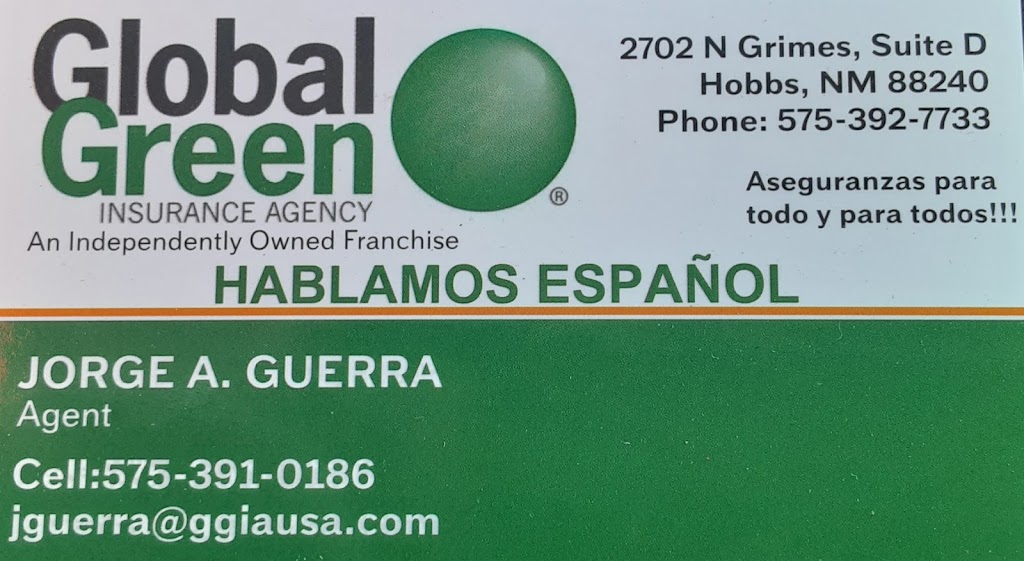 Global
Green
INSURANCE AGENCY
An Independently Owned Franchise
®
2702 N Grimes, Suite D
Hobbs, NM 88240
Phone: 575-392-7733
Aseguranzas para
todo y para todos!!!
HABLAMOS ESPAÑOL
JORGE A. GUERRA
Agent
Cell:575-391-0186
jguerra@ggiausa.com